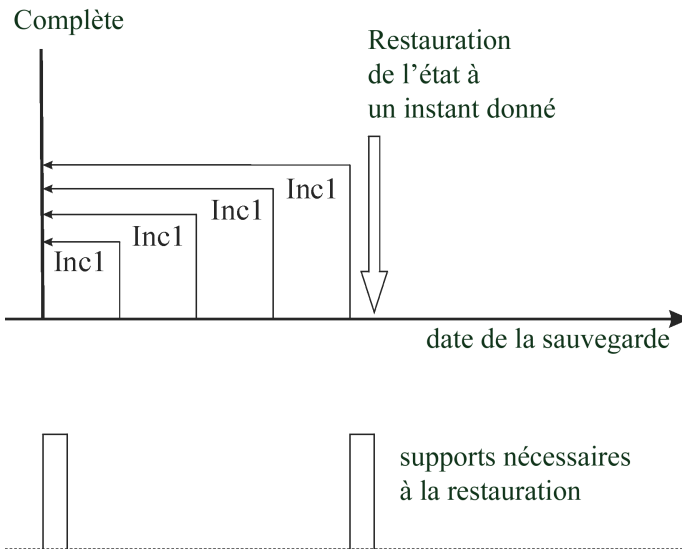 Complète
Restauration
de l'état à
un instant donné
Inc1
Inc1
Inc1
Inc1
date de la sauvegarde
supports nécessaires
à la restauration